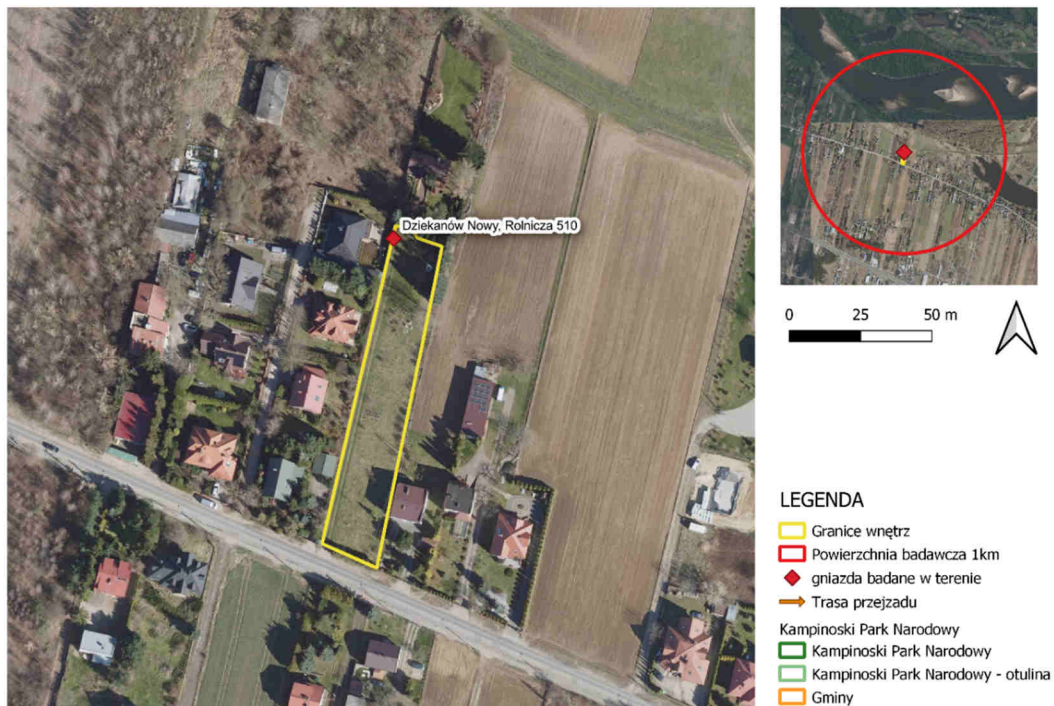 Dziekanów Nowy, Rolnicza 510
0 25 50 m
LEGENDA
Granice wnętrz
Powierzchnia badawcza 1km
gniazda badane w terenie
Trasa przejzadu
Kampinoski Park Narodowy
Kampinoski Park Narodowy
Kampinoski Park Narodowy - otulina
Gminy